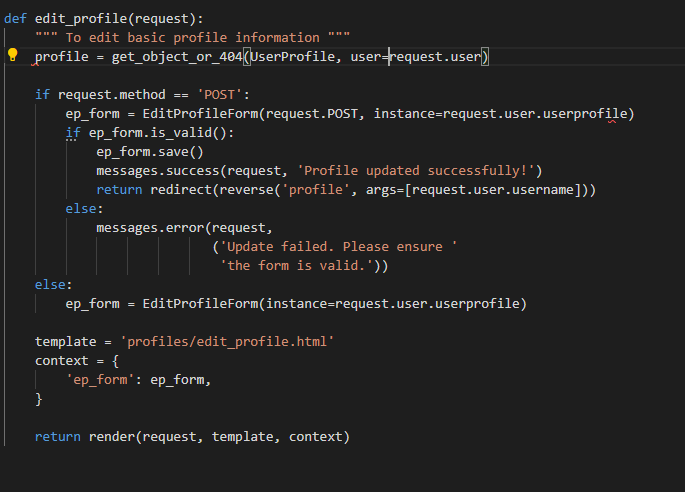 def edit_profile(request):
    """ To edit basic profile information """
    profile = get_object_or_404(UserProfile, user=request.user)

    if request.method == 'POST':
        ep_form = EditProfileForm(request.POST, instance=request.user.userprofile)
        if ep_form.is_valid():
            ep_form.save()
            messages.success(request, 'Profile updated successfully!')
            return redirect(reverse('profile', args=[request.user.username]))
        else:
            messages.error(request,
                           ('Update failed. Please ensure '
                            'the form is valid.'))
    else:
        ep_form = EditProfileForm(instance=request.user.userprofile)

    template = 'profiles/edit_profile.html'
    context = {
        'ep_form': ep_form,
    }

    return render(request, template, context)